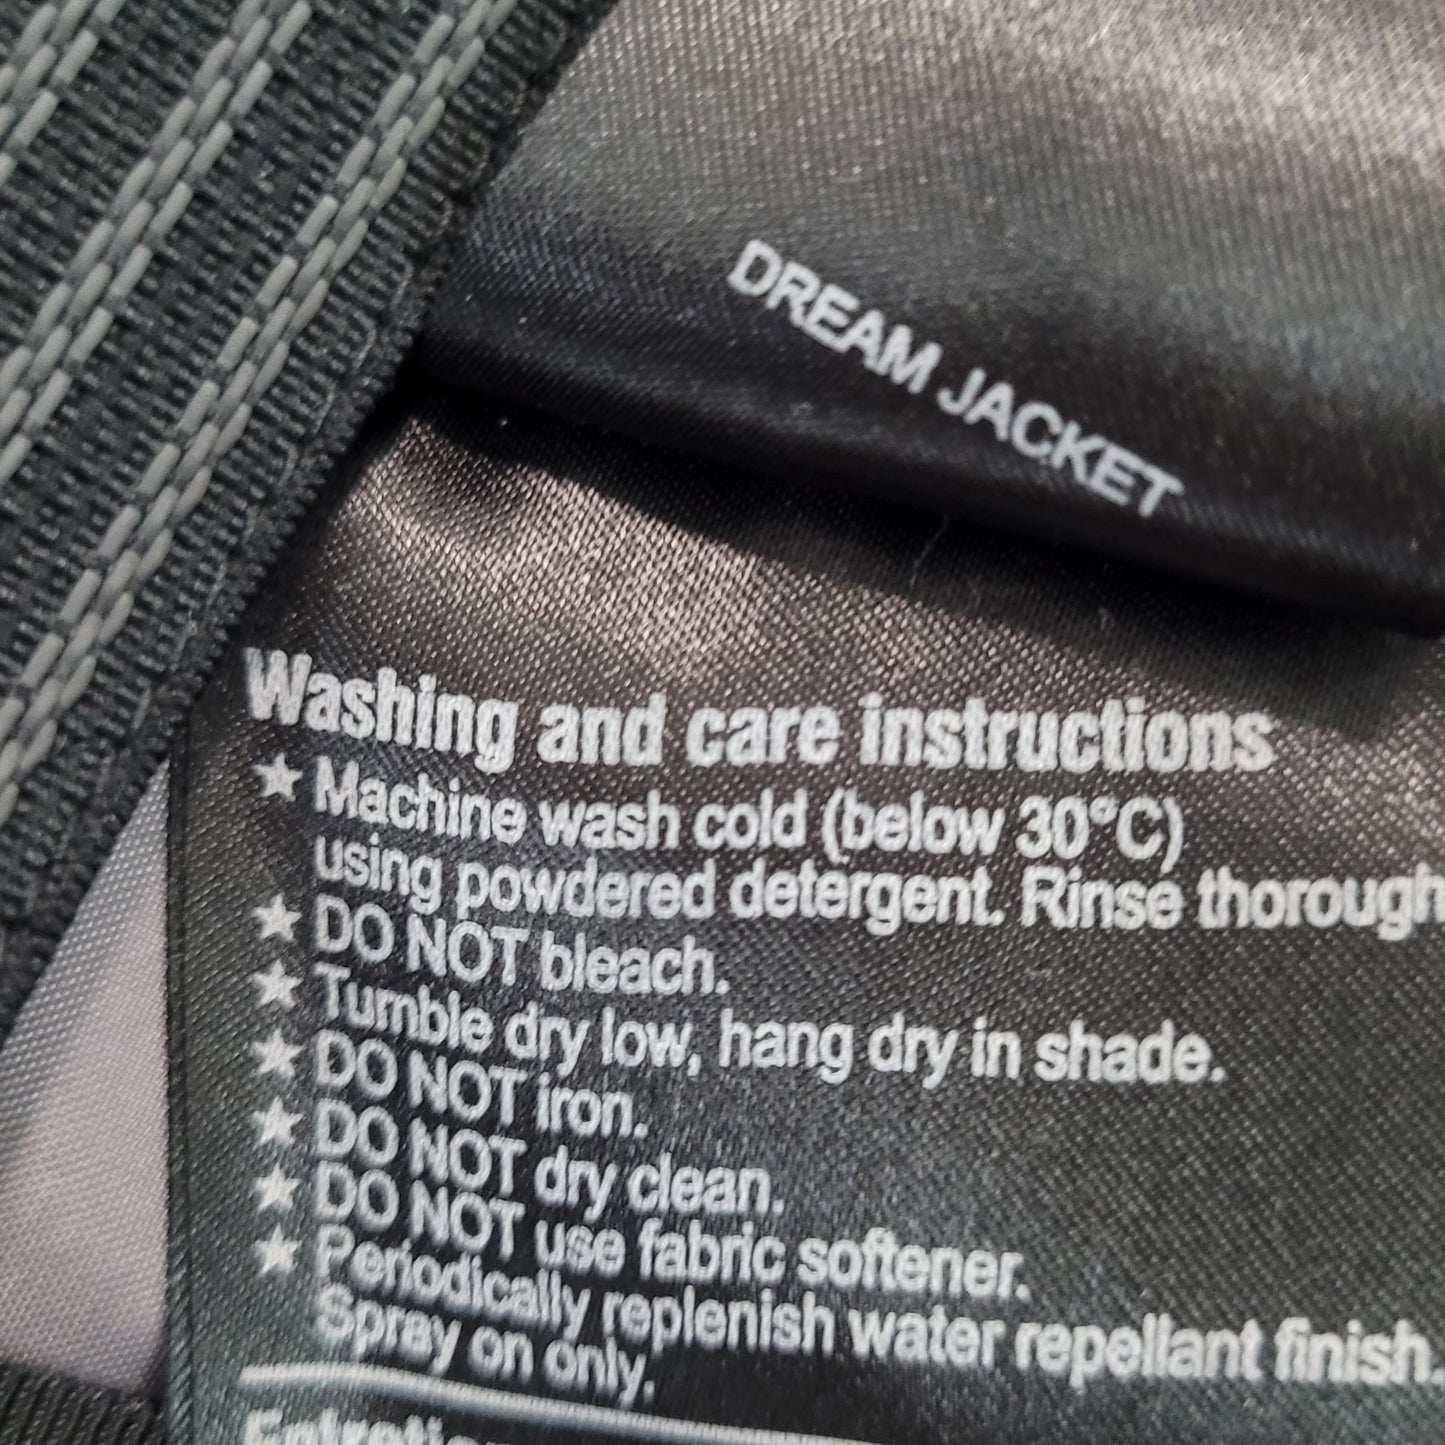 DREAM JACKET
Washing and care instructions
★ Machine wash cold (below 30°C)
using powdered detergent. Rinse thorough
★ DO NOT bleach.
★ Tumble dry low, hang dry in shade.
★ DO NOT iron.
★ DO NOT dry clean.
★ DO NOT use fabric softener.
★ Periodically replenish water repellant finish.
Spray on only.